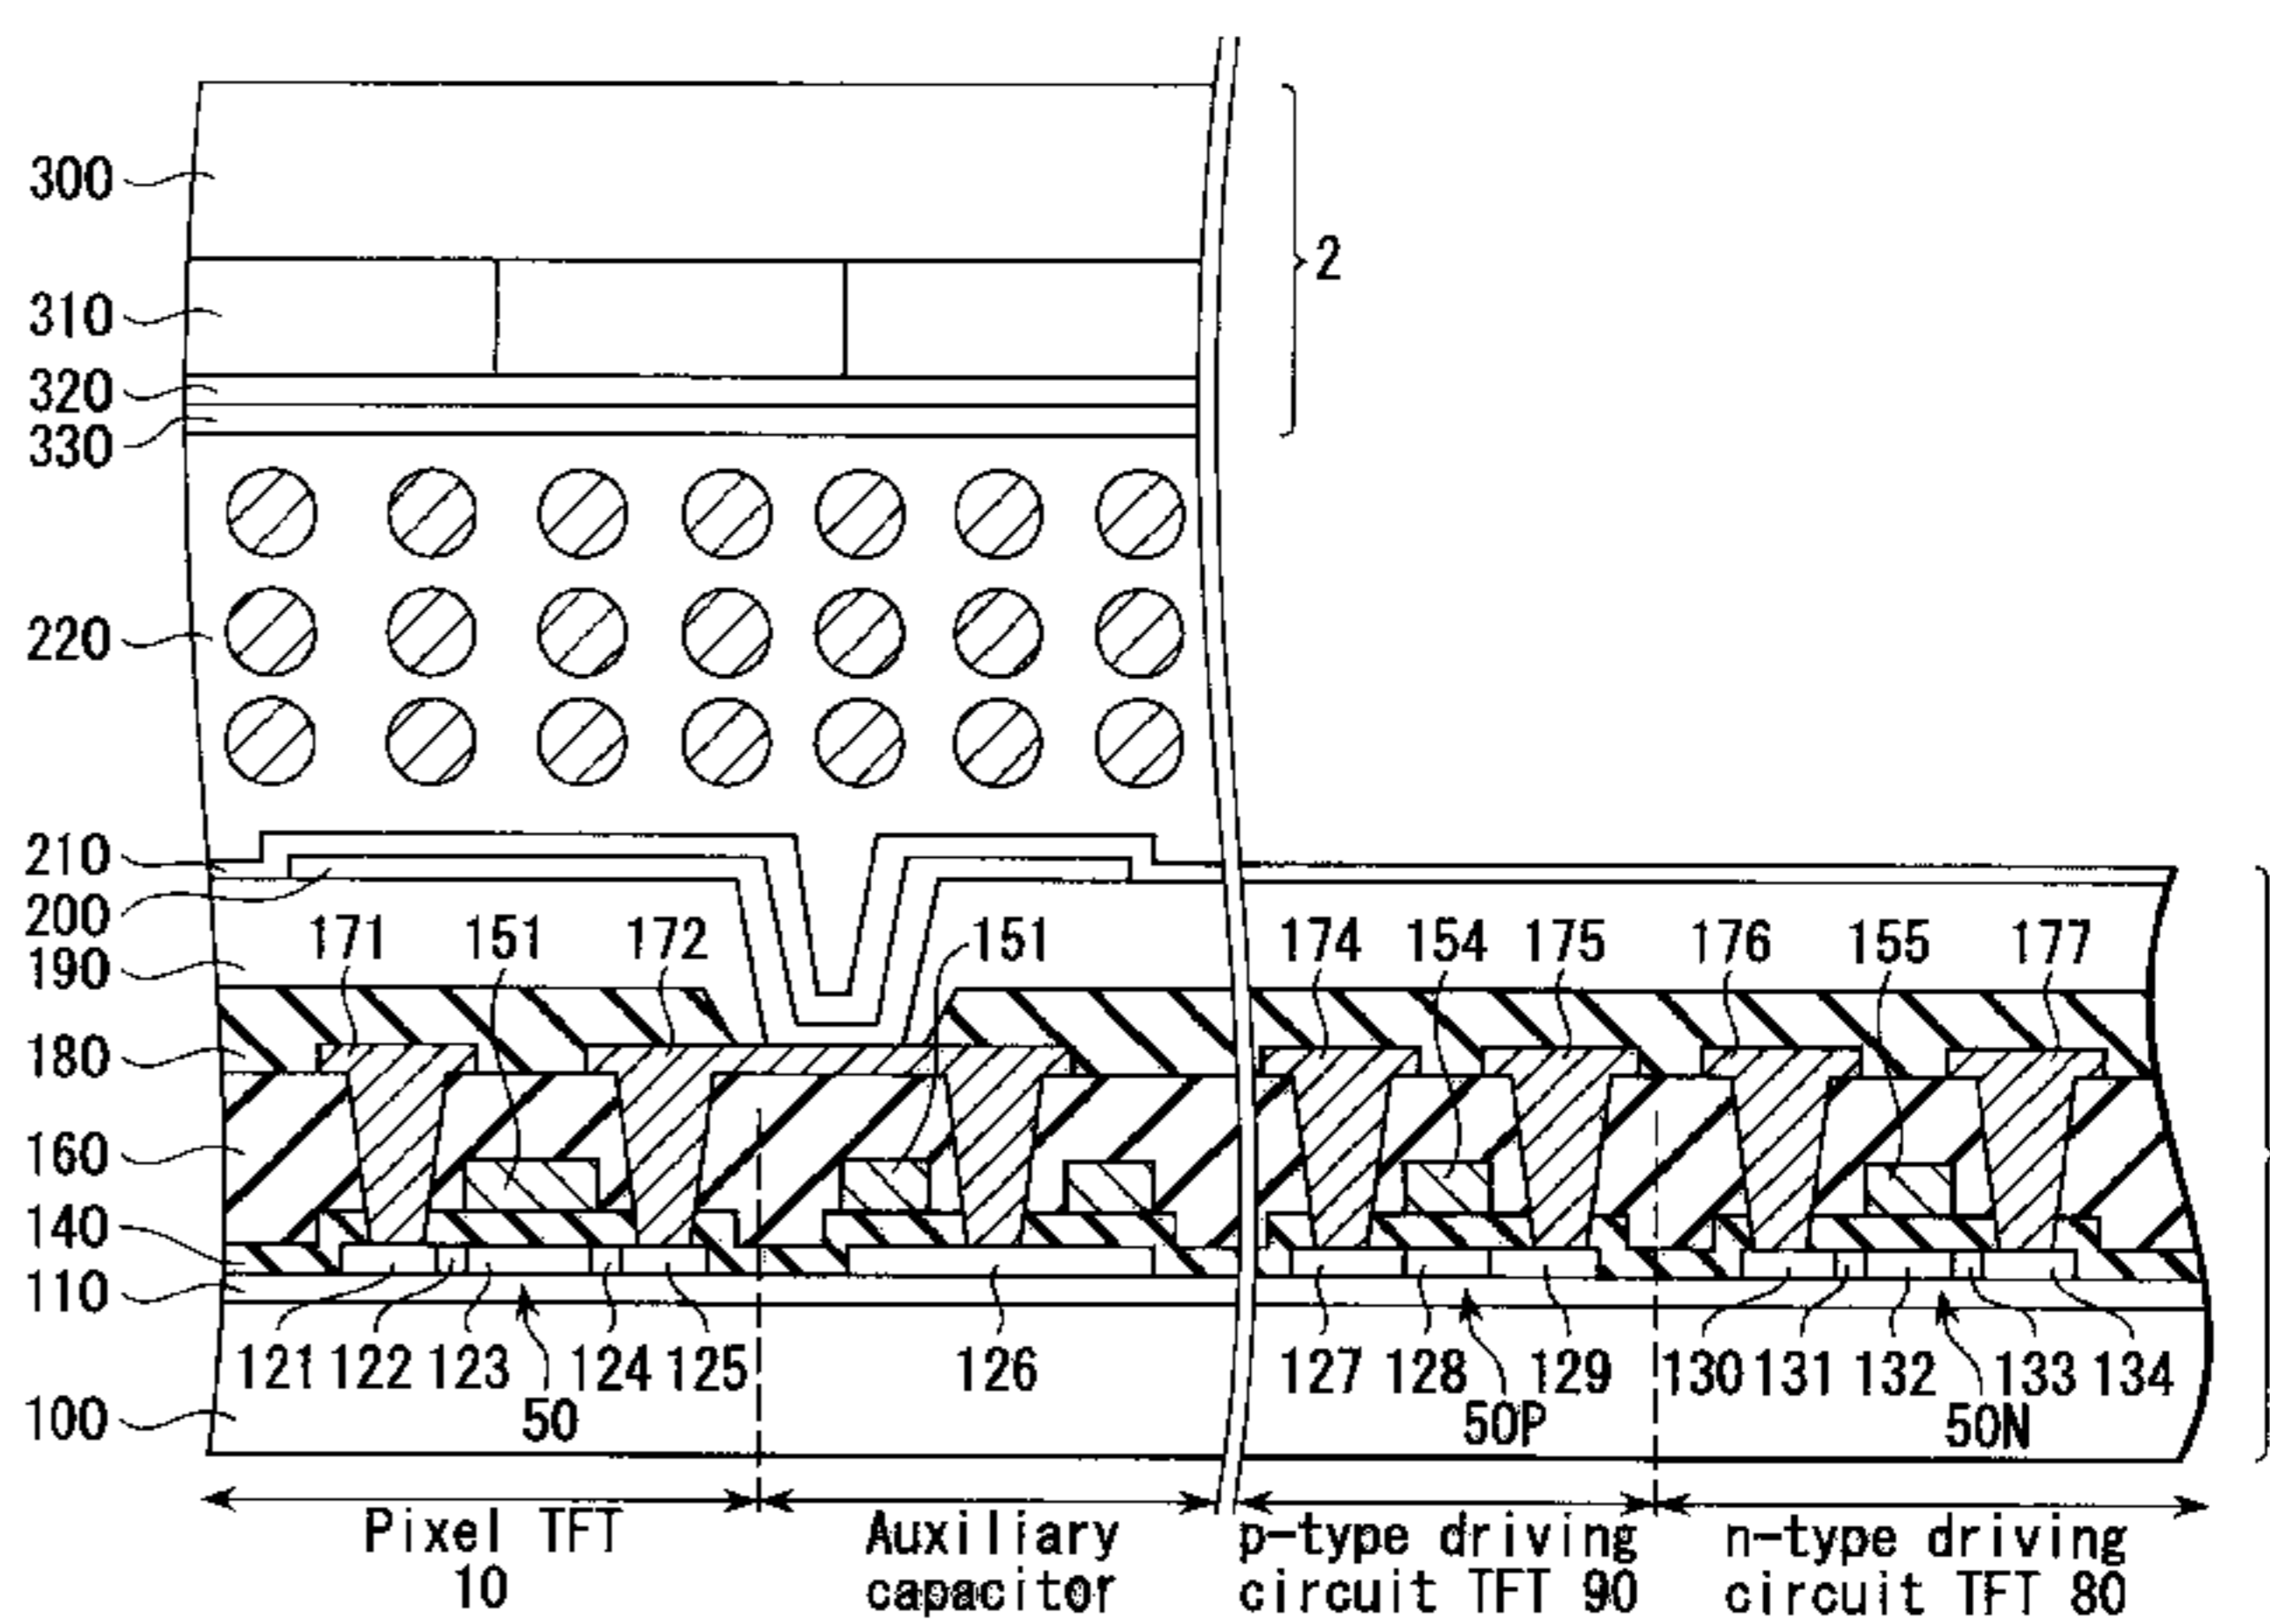 300
310
2
320
330
220
210
200
171
151
172
151
174
154
175
176
155
177
190
180
160
140
110
121 122 123 124 125 126 127 128 129 130 131 132 133 134
100
50
50P
50N
Pixel TFT
10
Auxiliary
capacitor
p-type driving
circuit TFT 90
n-type driving
circuit TFT 80